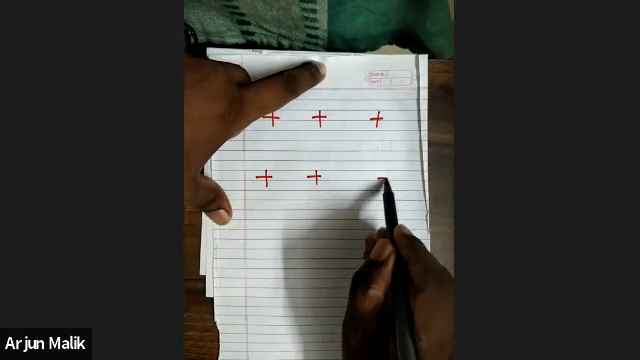 + + +
+ + -
Arjun Malik